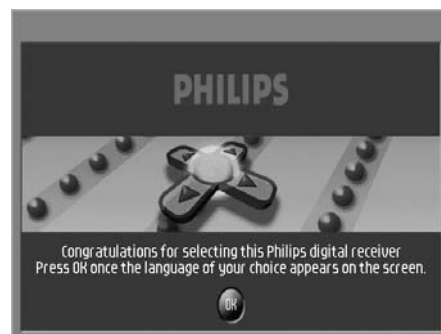 PHILIPS
Congratulations for selecting this Philips digital receiver
Press OK once the language of your choice appears on the screen.
OK